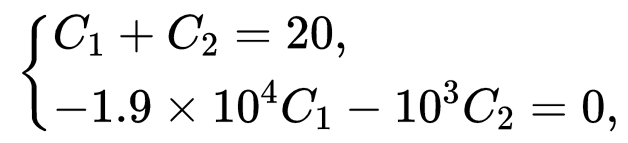 C₁ + C₂ = 20,
−1.9 × 10⁴C₁ − 10³C₂ = 0,